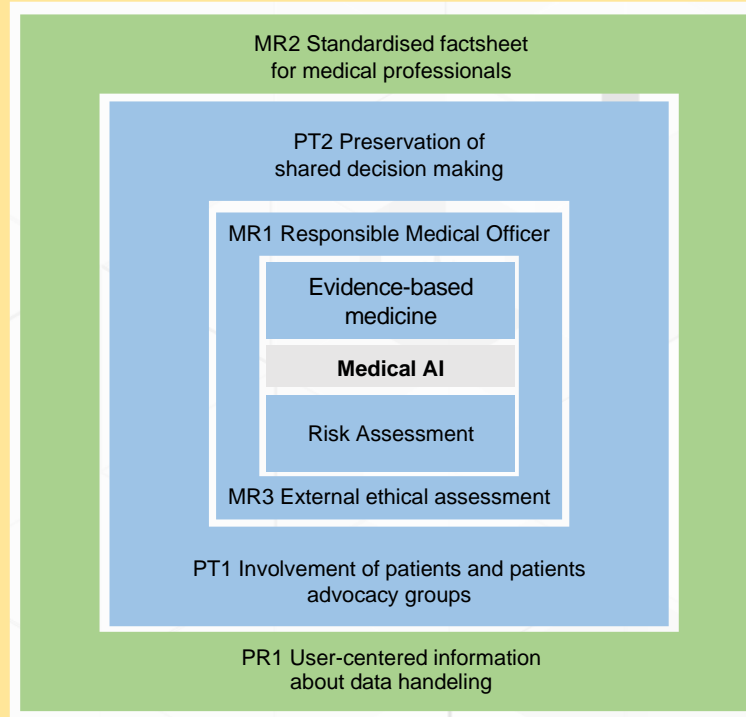 MR2 Standardised factsheet
for medical professionals
PT2 Preservation of
shared decision making
MR1 Responsible Medical Officer
Evidence-based
medicine
Medical AI
Risk Assessment
MR3 External ethical assessment
PT1 Involvement of patients and patients
advocacy groups
PR1 User-centered information
about data handeling